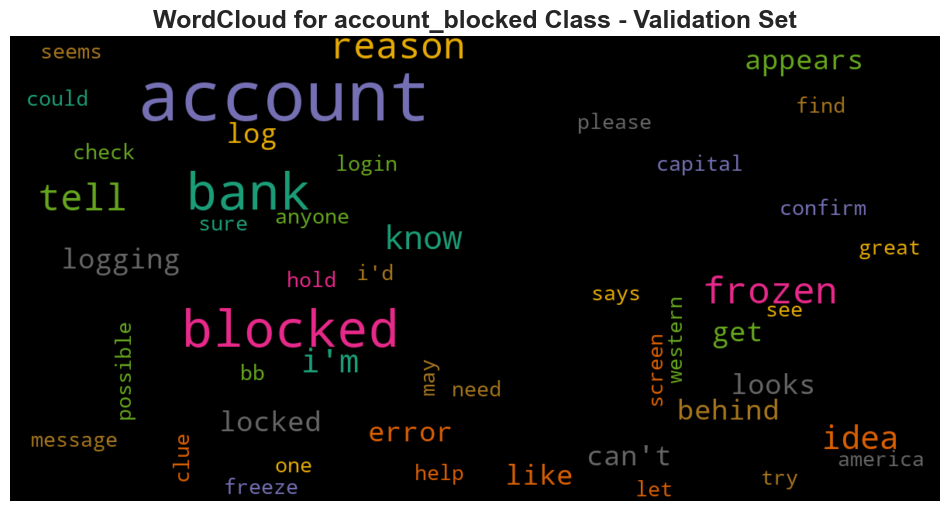 WordCloud for account_blocked Class - Validation Set
seems
reason
appears
could
account
find
log
please
check
login
capital
tell
bank
confirm
sure
anyone
know
great
logging
hold
i'd
says
frozen
see
western
screen
get
possible
blocked
i'm
bb
may
need
looks
behind
locked
error
idea
message
clue
one
help
like
can't
america
freeze
let
try